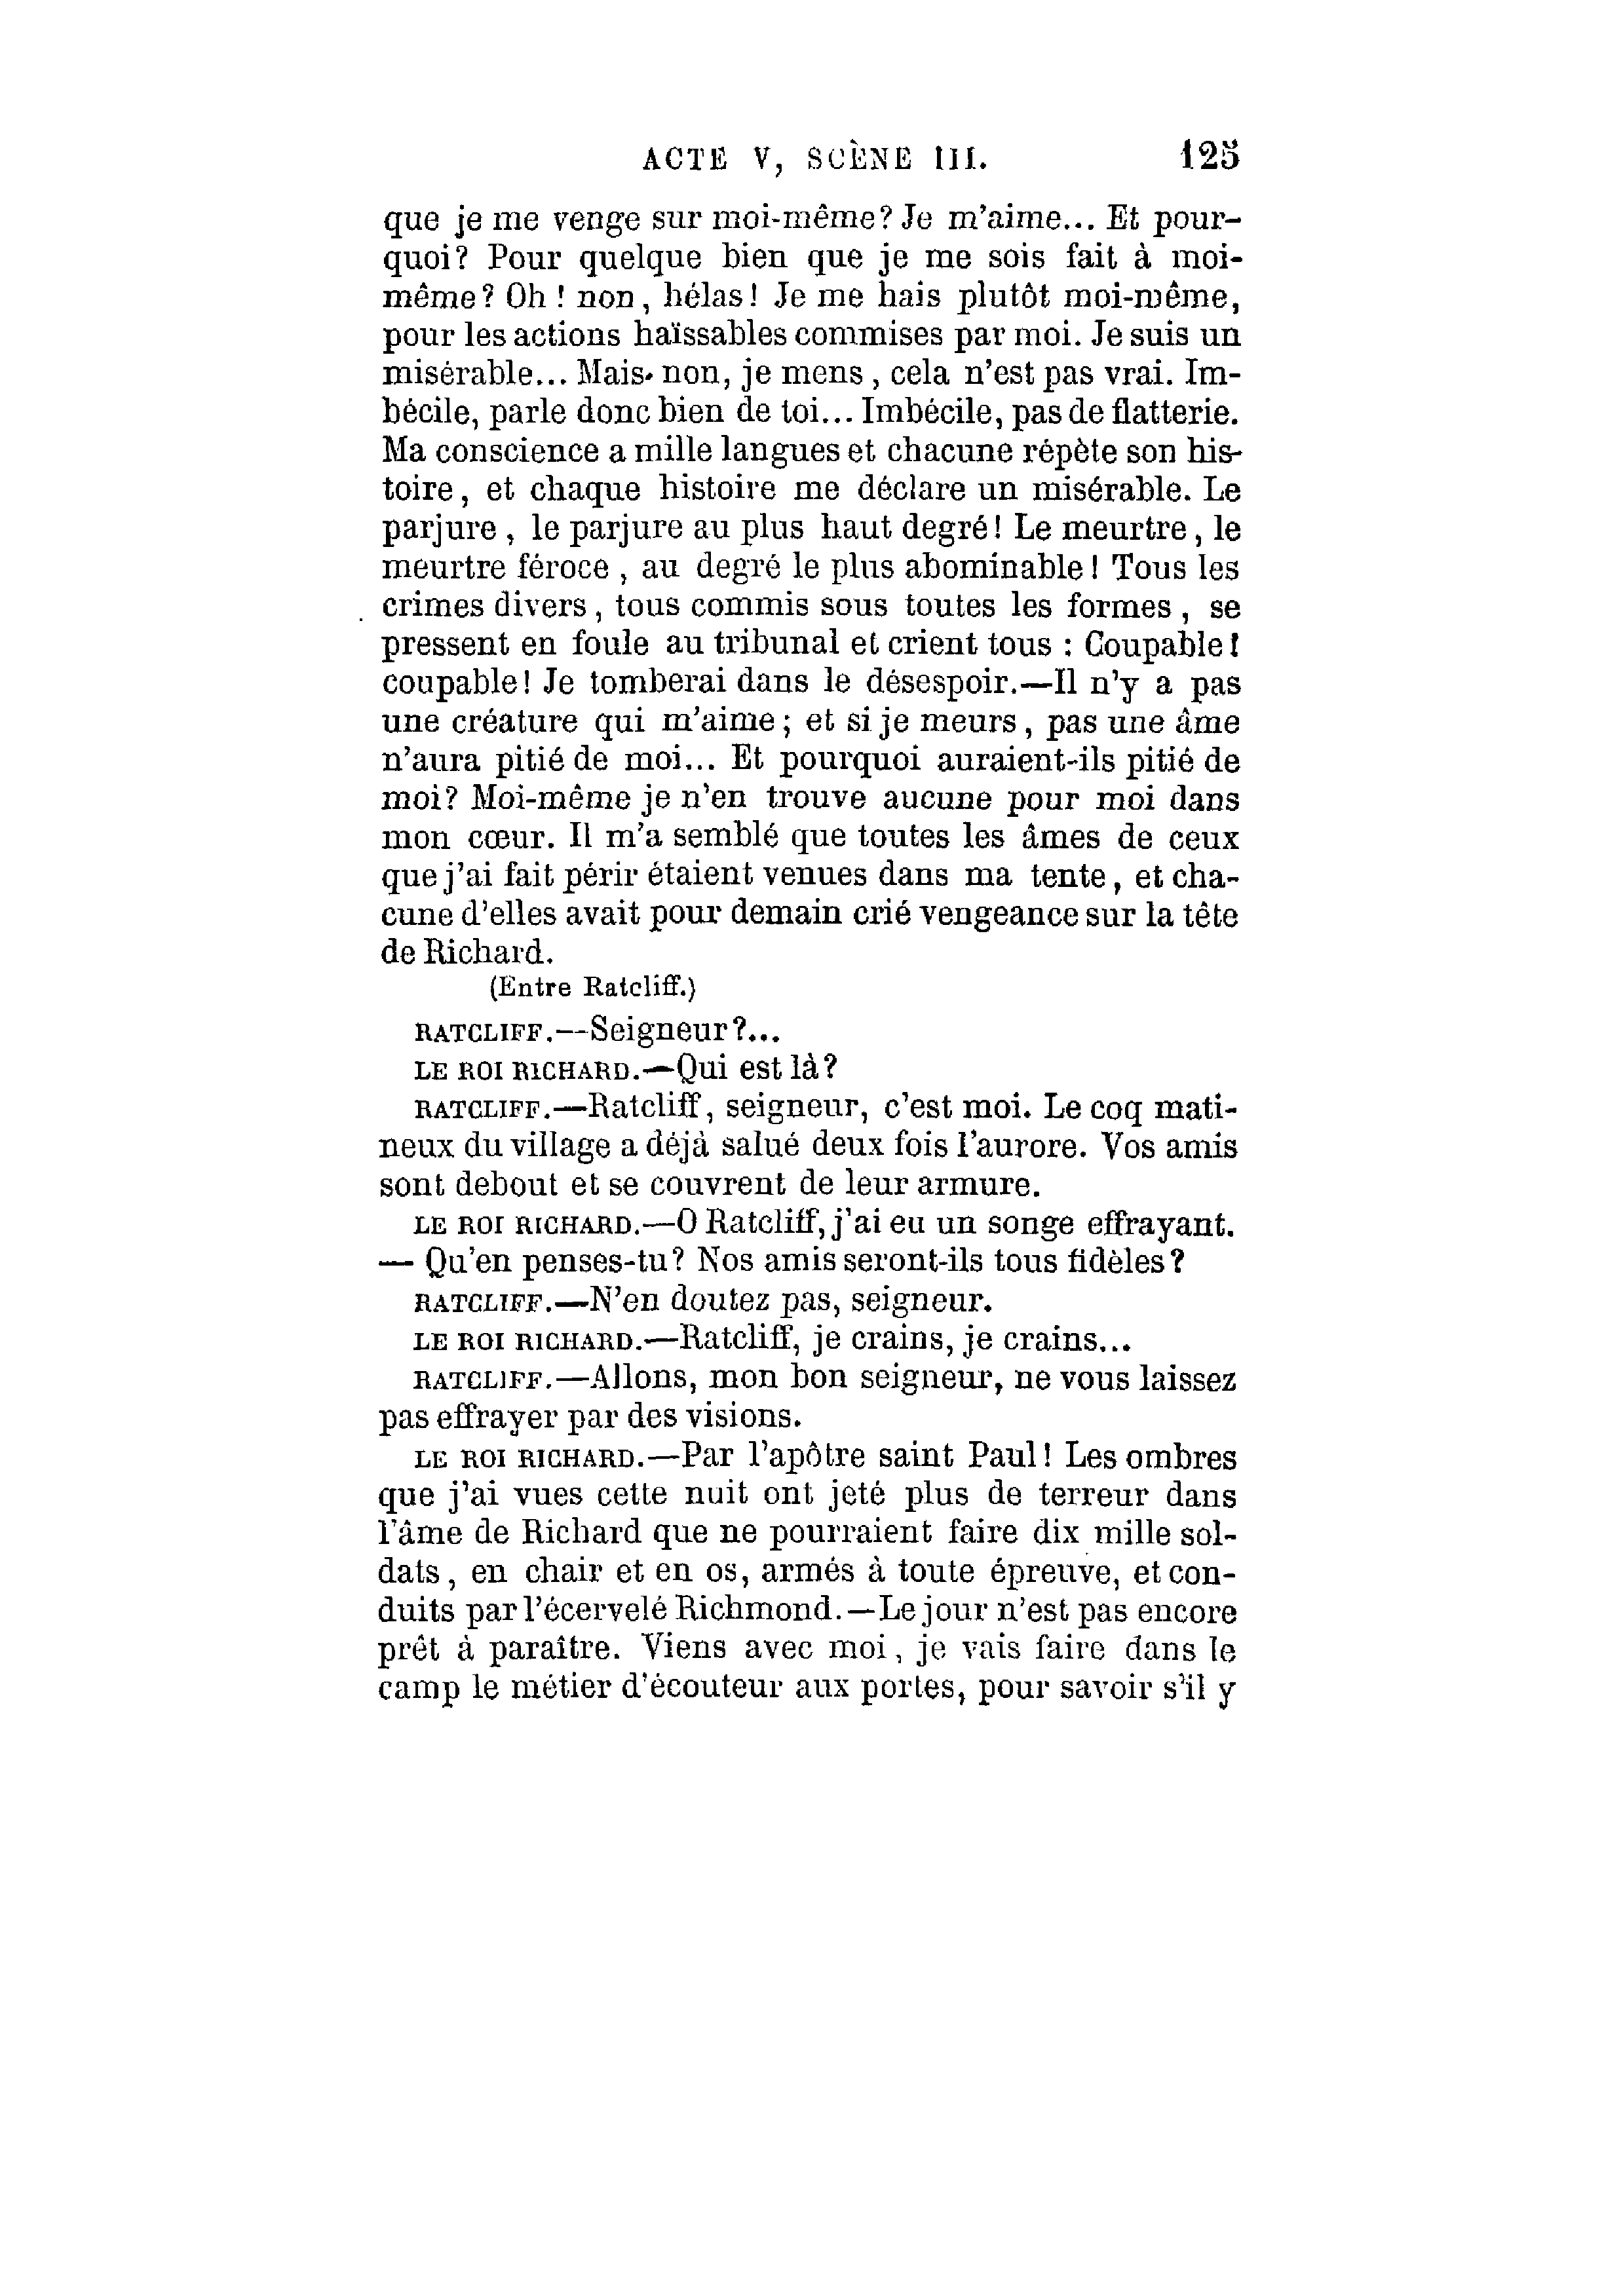 ACTE V, SCÈNE III. 125
que je me venge sur moi-même? Je m'aime... Et pour-
quoi? Pour quelque bien que je me sois fait à moi-
même? Oh ! non, hélas! Je me hais plutôt moi-même,
pour les actions haïssables commises par moi. Je suis un
misérable... Mais non, je mens, cela n'est pas vrai. Im-
bécile, parle donc bien de toi... Imbécile, pas de flatterie.
Ma conscience a mille langues et chacune répète son his-
toire, et chaque histoire me déclare un misérable. Le
parjure, le parjure au plus haut degré! Le meurtre, le
meurtre féroce, au degré le plus abominable! Tous les
crimes divers, tous commis sous toutes les formes, se
pressent en foule au tribunal et crient tous : Coupable!
coupable! Je tomberai dans le désespoir.—Il n'y a pas
une créature qui m'aime; et si je meurs, pas une âme
n'aura pitié de moi... Et pourquoi auraient-ils pitié de
moi? Moi-même je n'en trouve aucune pour moi dans
mon cœur. Il m'a semblé que toutes les âmes de ceux
que j'ai fait périr étaient venues dans ma tente, et cha-
cune d'elles avait pour demain crié vengeance sur la tête
de Richard.
(Entre Ratcliff.)
RATCLIFF.—Seigneur?...
LE ROI RICHARD.—Qui est là?
RATCLIFF.—Ratcliff, seigneur, c'est moi. Le coq mati-
neux du village a déjà salué deux fois l'aurore. Vos amis
sont debout et se couvrent de leur armure.
LE ROI RICHARD.—O Ratcliff, j'ai eu un songe effrayant.
— Qu'en penses-tu? Nos amis seront-ils tous fidèles?
RATCLIFF.—N'en doutez pas, seigneur.
LE ROI RICHARD.—Ratcliff, je crains, je crains...
RATCLIFF.—Allons, mon bon seigneur, ne vous laissez
pas effrayer par des visions.
LE ROI RICHARD.—Par l'apôtre saint Paul! Les ombres
que j'ai vues cette nuit ont jeté plus de terreur dans
l'âme de Richard que ne pourraient faire dix mille sol-
dats, en chair et en os, armés à toute épreuve, et con-
duits par l'écervelé Richmond.—Le jour n'est pas encore
prêt à paraître. Viens avec moi, je vais faire dans le
camp le métier d'écouteur aux portes, pour savoir s'il y